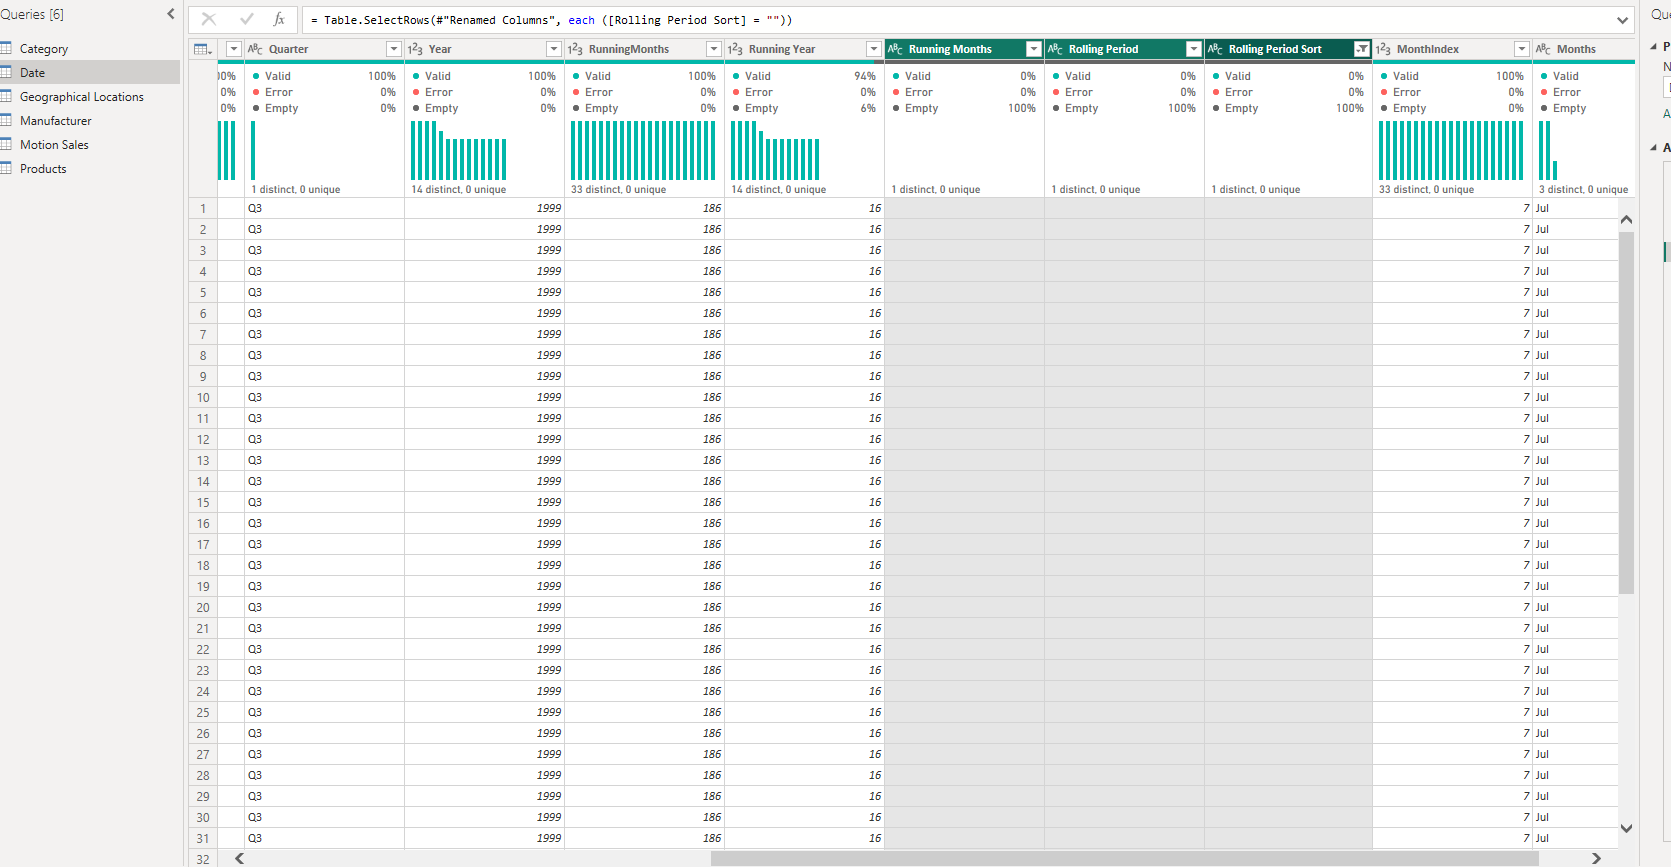 Queries [6]
Category
Date
Geographical Locations
Manufacturer
Motion Sales
Products
fx
= Table.SelectRows(#"Renamed Columns", each ([Rolling Period Sort] = ""))
ABC Quarter 123 Year 123 RunningMonths 123 Running Year ABC Running Months ABC Rolling Period ABC Rolling Period Sort 123 MonthIndex ABC Months
Valid 100% Valid 100% Valid 100% Valid 94% Valid 0% Valid 0% Valid 0% Valid 100% Valid
0% Error 0% Error 0% Error 0% Error 0% Error 0% Error 0% Error 0% Error 0% Error
0% Empty 0% Empty 0% Empty 0% Empty 6% Empty 100% Empty 100% Empty 100% Empty 0% Empty
1 distinct, 0 unique 14 distinct, 0 unique 33 distinct, 0 unique 14 distinct, 0 unique 1 distinct, 0 unique 1 distinct, 0 unique 1 distinct, 0 unique 33 distinct, 0 unique 3 distinct, 0 unique
1 Q3 1999 186 16 7 Jul
2 Q3 1999 186 16 7 Jul
3 Q3 1999 186 16 7 Jul
4 Q3 1999 186 16 7 Jul
5 Q3 1999 186 16 7 Jul
6 Q3 1999 186 16 7 Jul
7 Q3 1999 186 16 7 Jul
8 Q3 1999 186 16 7 Jul
9 Q3 1999 186 16 7 Jul
10 Q3 1999 186 16 7 Jul
11 Q3 1999 186 16 7 Jul
12 Q3 1999 186 16 7 Jul
13 Q3 1999 186 16 7 Jul
14 Q3 1999 186 16 7 Jul
15 Q3 1999 186 16 7 Jul
16 Q3 1999 186 16 7 Jul
17 Q3 1999 186 16 7 Jul
18 Q3 1999 186 16 7 Jul
19 Q3 1999 186 16 7 Jul
20 Q3 1999 186 16 7 Jul
21 Q3 1999 186 16 7 Jul
22 Q3 1999 186 16 7 Jul
23 Q3 1999 186 16 7 Jul
24 Q3 1999 186 16 7 Jul
25 Q3 1999 186 16 7 Jul
26 Q3 1999 186 16 7 Jul
27 Q3 1999 186 16 7 Jul
28 Q3 1999 186 16 7 Jul
29 Q3 1999 186 16 7 Jul
30 Q3 1999 186 16 7 Jul
31 Q3 1999 186 16 7 Jul
32